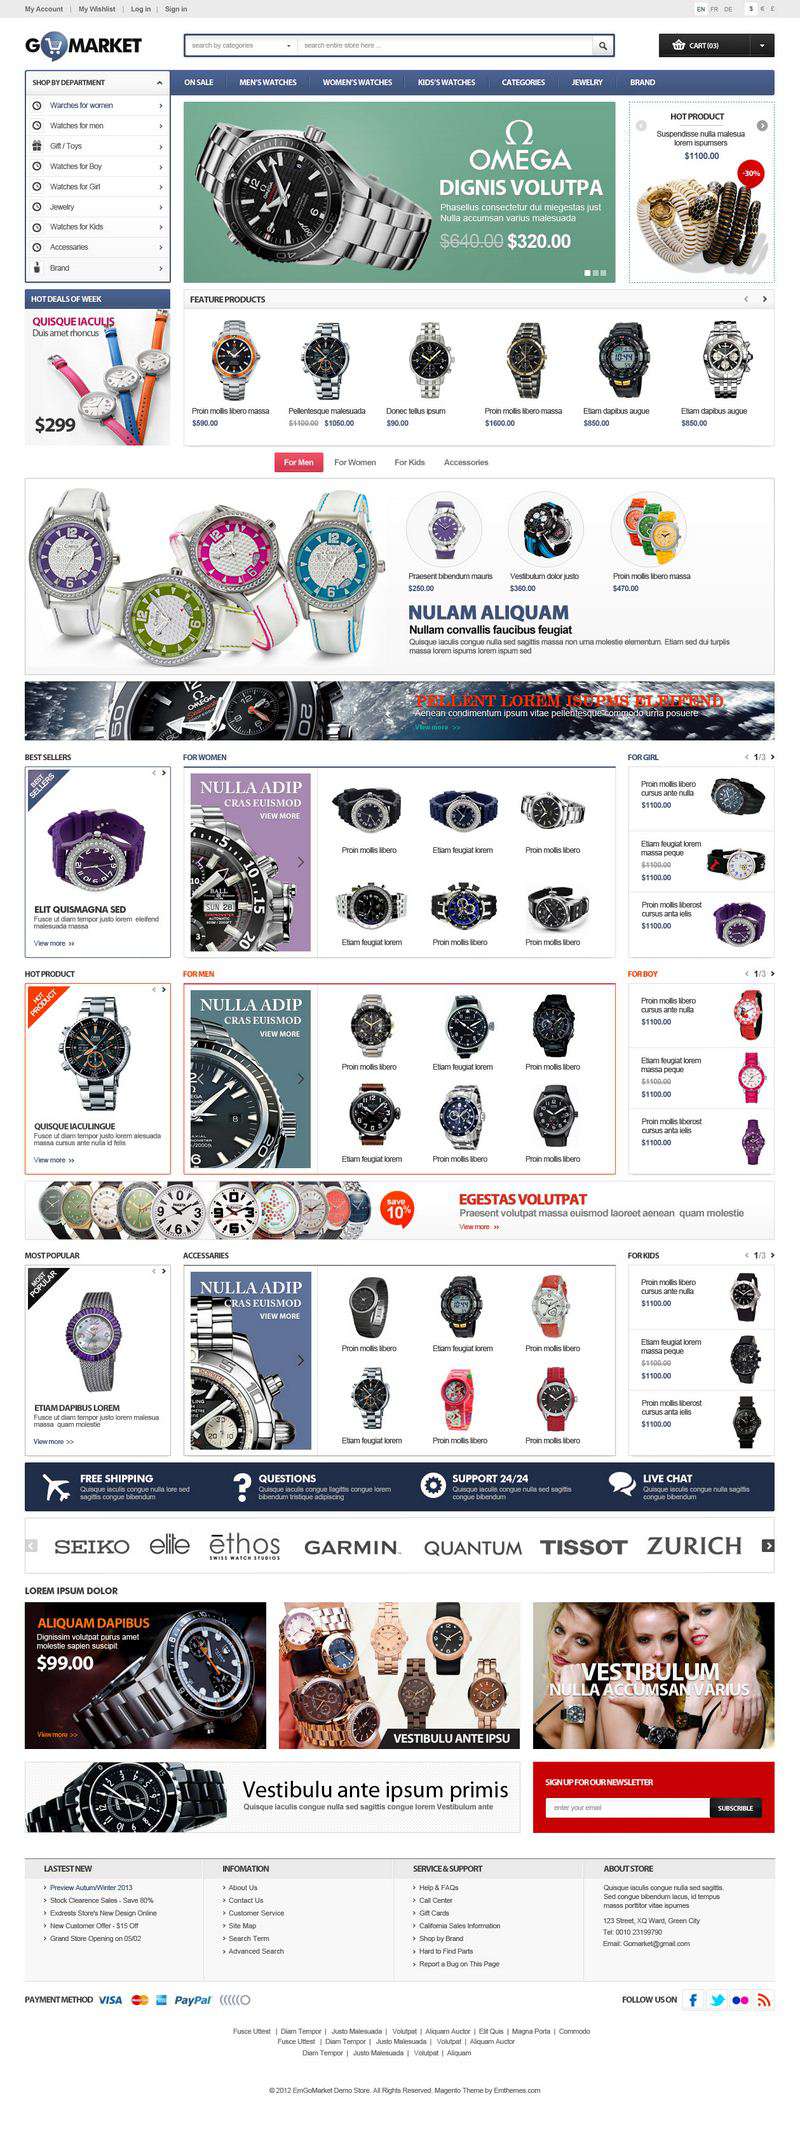 My Account | My Wishlist | Log in | Sign in
EN FR DE $ € £
GO MARKET
search by categories
search entire store here ...
CART (03)
SHOP BY DEPARTMENT
ON SALE MEN'S WATCHES WOMEN'S WATCHES KIDS'S WATCHES CATEGORIES JEWELRY BRAND
Warches for women
Watches for men
Gift / Toys
Watches for Boy
Watches for Girl
Jewelry
Watches for Kids
Accessaries
Brand
Ω
OMEGA
DIGNIS VOLUTPA
Phasellus consectetur dui miegestas just
Nulla accumsan varius malesuada
$640.00 $320.00
HOT PRODUCT
Suspendisse nulla malesua
lorem ispumsers
$1100.00
-30%
HOT DEALS OF WEEK
QUISQUE IACULIS
Duis amet rhoncus
$299
FEATURE PRODUCTS
Proin mollis libero massa
$590.00
Pellentesque malesuada
$1100.00 $1050.00
Donec tellus ipsum
$90.00
Proin mollis libero massa
$1600.00
Etiam dapibus augue
$850.00
Etiam dapibus augue
$850.00
For Men For Women For Kids Accessories
Praesent bibendum mauris
$250.00
Vestibulum dolor justo
$360.00
Proin mollis libero massa
$470.00
NULAM ALIQUAM
Nullam convallis faucibus feugiat
Quisque iaculis congue nulla sed sagittis massa non urna molestie elementum. Etiam sed dui turplis
massa lorem ispums lorem ispum sed
OMEGA
PELLENT LOREM ISUPMS ELEIFEND
Aenean condimentum ipsum vitae pellentesque commodo urna posuere
View more >>
BEST SELLERS
BEST SELLERS
ELIT QUISMAGNA SED
Fusce ut diam tempor justo lorem eleifend
malesuada massa
View more >>
FOR WOMEN
NULLA ADIP
CRAS EUISMOD
VIEW MORE
BALL
SUN 28
Proin mollis libero
Etiam feugiat lorem
Proin mollis libero
Etiam feugiat lorem
Proin mollis libero
Proin mollis libero
FOR GIRL
1/3
Proin mollis libero
cursus ante nulla
$1100.00
Etiam feugiat lorem
massa peque
$1100.00
$1100.00
Proin mollis liberost
cursus anta ielis
$1100.00
HOT PRODUCT
HOT PRODUCT
QUISQUE IACULINGUE
Fusce ut diam tempor justo lorem alesuada
massa cursus ante nulla id felis
View more >>
FOR MEN
NULLA ADIP
CRAS EUISMOD
VIEW MORE
Proin mollis libero
Etiam feugiat lorem
Proin mollis libero
Etiam feugiat lorem
Proin mollis libero
Proin mollis libero
FOR BOY
1/3
Proin mollis libero
cursus ante nulla
$1100.00
Etiam feugiat lorem
massa peque
$1100.00
$1100.00
Proin mollis liberost
cursus anta ielis
$1100.00
save
10%
EGESTAS VOLUTPAT
Praesent volutpat massa euismod laoreet aenean quam molestie
View more >>
MOST POPULAR
MOST POPULAR
ETIAM DAPIBUS LOREM
Fusce ut diam tempor justo lorem malesua
massa quam molestie
View more >>
ACCESSARIES
NULLA ADIP
CRAS EUISMOD
VIEW MORE
Proin mollis libero
Etiam feugiat lorem
Proin mollis libero
Etiam feugiat lorem
Proin mollis libero
Proin mollis libero
FOR KIDS
1/3
Proin mollis libero
cursus ante nulla
$1100.00
Etiam feugiat lorem
massa peque
$1100.00
$1100.00
Proin mollis liberost
cursus anta ielis
$1100.00
FREE SHIPPING
Quisque iaculis congue nulla lore sed
sagittis congue bibendum
QUESTIONS
Quisque iaculis congue llagittis congue lorem
bibendum tristique adipiscing
SUPPORT 24/24
Quisque iaculis congue nulla sed sagittis
congue bibendum
LIVE CHAT
Quisque iaculis congue nulla sagittis
congue bibendum
SEIKO
elite
ēthos
SWISS WATCH STUDIOS
GARMIN
QUANTUM
TISSOT
ZURICH
LOREM IPSUM DOLOR
ALIQUAM DAPIBUS
Dignissim volutpat purus amet
molestie sapien suscipit
$99.00
View more >>
VESTIBULU ANTE IPSU
VESTIBULUM
NULLA ACCUMSAN VARIUS
Vestibulu ante ipsum primis
Quisque iaculis congue nulla sed sagittis congue lorem Vestibulum ante
SIGN UP FOR OUR NEWSLETTER
enter your email
SUBSCRIBLE
LASTEST NEW
Preview Autum/Winter 2013
Stock Clearence Sales - Save 80%
Exdrests Store's New Design Online
New Customer Offer - $15 Off
Grand Store Opening on 05/02
INFOMATION
About Us
Contact Us
Customer Service
Site Map
Search Term
Advanced Search
SERVICE & SUPPORT
Help & FAQs
Call Center
Gift Cards
California Sales Information
Shop by Brand
Hard to Find Parts
Report a Bug on This Page
ABOUT STORE
Quisque iaculis congue nulla sed sagittis.
Sed congue bibendum lacus, id tempus
masss porttitor vitae ispumes
123 Street, XQ Ward, Green City
Tel: 0010 23199790
Email: Gomarket@gmail.com
PAYMENT METHOD VISA PayPal
FOLLOW US ON
Fusce Uttest | Diam Tempor | Justo Malesuada | Volutpat | Aliquam Auctor | Elit Quis | Magna Porta | Commodo
Fusce Uttest | Diam Tempor | Justo Malesuada | Volutpat | Aliquam Auctor
Diam Tempor | Justo Malesuada | Volutpat | Aliquam
© 2012 EmGoMarket Demo Store. All Rights Reserved. Magento Theme by Emthemes.com